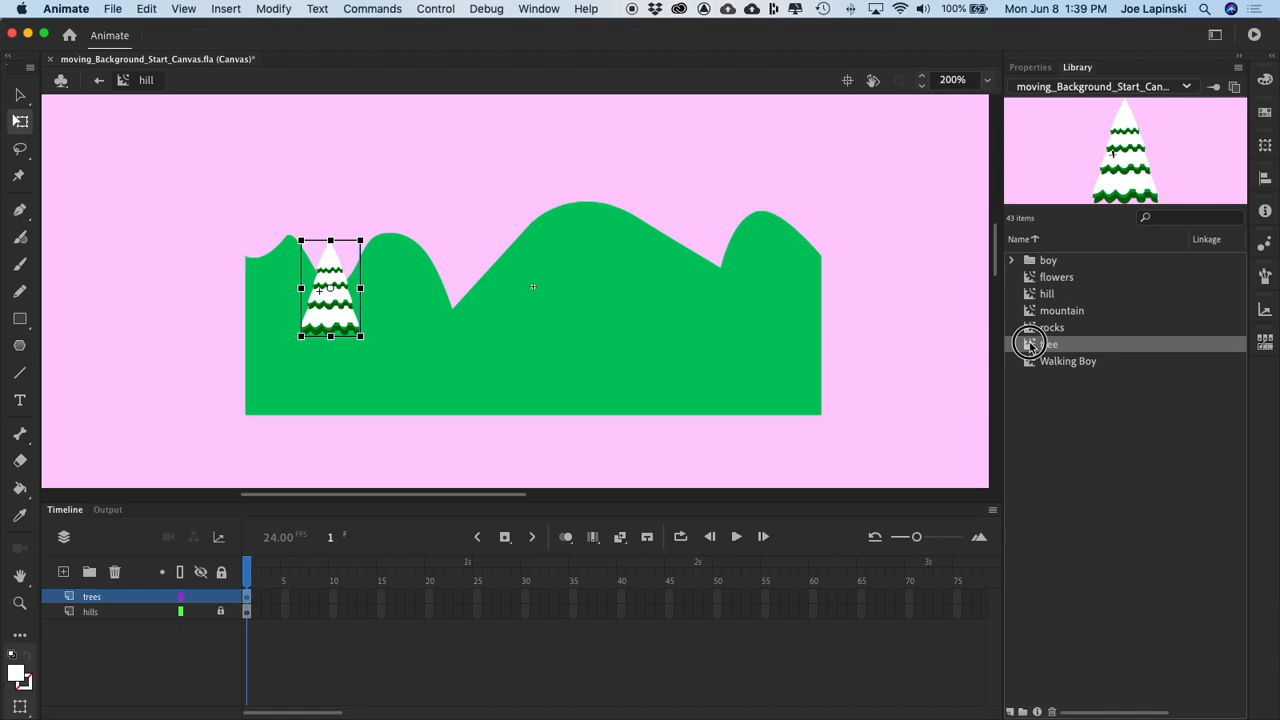 Animate File Edit View Insert Modify Text Commands Control Debug Window Help 100% Mon Jun 8 1:39 PM Joe Lapinski
Animate
moving_Background_Start_Canvas.fla (Canvas)*
hill 200%
Properties Library
moving_Background_Start_Can...
43 items
Name Linkage
boy
flowers
hill
mountain
rocks
tree
Walking Boy
Timeline Output
24.00 FPS 1 F
1s 2s 3s
5 10 15 20 25 30 35 40 45 50 55 60 65 70 75
trees
hills